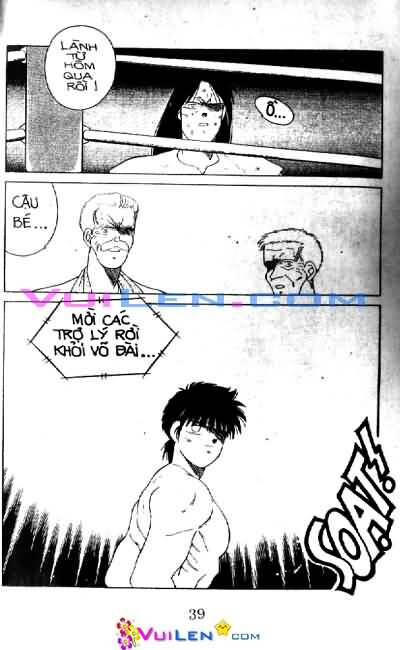 LÃNH
TỪ
HÔM
QUA
RỒI!
Ồ...
CẬU
BÉ...
VUILEN.COM
MỜI CÁC
TRỢ LÝ RỜI
KHỎI VÕ ĐÀI...
SOẠT!
39
VUILEN.COM